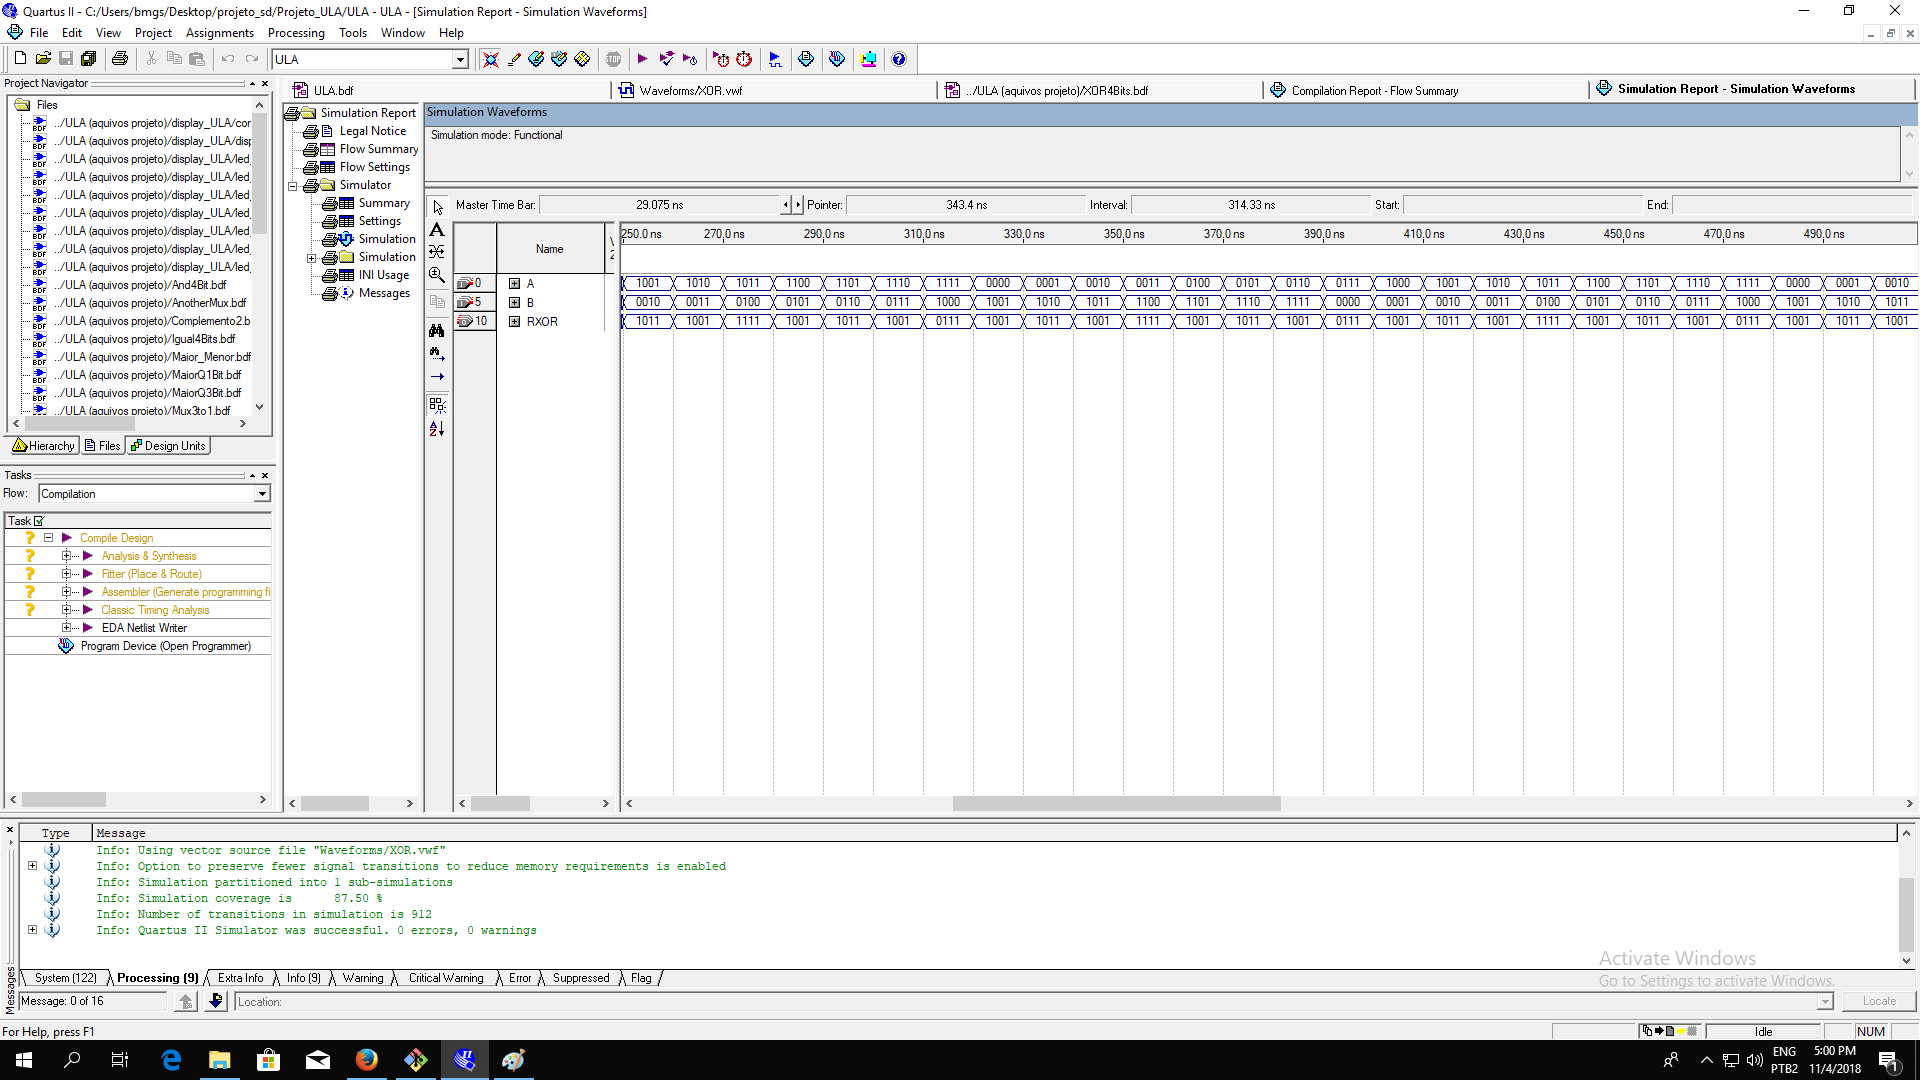 Quartus II - C:/Users/bmgs/Desktop/projeto_sd/Projeto_ULA/ULA - ULA - [Simulation Report - Simulation Waveforms]
File Edit View Project Assignments Processing Tools Window Help
ULA
Project Navigator
Files
../ULA (aquivos projeto)/display_ULA/cor
../ULA (aquivos projeto)/display_ULA/disp
../ULA (aquivos projeto)/display_ULA/led_
../ULA (aquivos projeto)/display_ULA/led_
../ULA (aquivos projeto)/display_ULA/led_
../ULA (aquivos projeto)/display_ULA/led_
../ULA (aquivos projeto)/display_ULA/led_
../ULA (aquivos projeto)/display_ULA/led_
../ULA (aquivos projeto)/display_ULA/led_
../ULA (aquivos projeto)/And4Bit.bdf
../ULA (aquivos projeto)/AnotherMux.bdf
../ULA (aquivos projeto)/Complemento2.b
../ULA (aquivos projeto)/Igual4Bits.bdf
../ULA (aquivos projeto)/Maior_Menor.bdf
../ULA (aquivos projeto)/MaiorQ1Bit.bdf
../ULA (aquivos projeto)/MaiorQ3Bit.bdf
../ULA (aquivos projeto)/Mux3to1.bdf
Hierarchy Files Design Units
Tasks
Flow: Compilation
Task
Compile Design
Analysis & Synthesis
Fitter (Place & Route)
Assembler (Generate programming fi
Classic Timing Analysis
EDA Netlist Writer
Program Device (Open Programmer)
ULA.bdf
Waveforms/XOR.vwf
../ULA (aquivos projeto)/XOR4Bits.bdf
Compilation Report - Flow Summary
Simulation Report - Simulation Waveforms
Simulation Report
Legal Notice
Flow Summary
Flow Settings
Simulator
Summary
Settings
Simulation
Simulation
INI Usage
Messages
Simulation Waveforms
Simulation mode: Functional
Master Time Bar: 29.075 ns Pointer: 343.4 ns Interval: 314.33 ns Start: End:
Name
250.0 ns 270.0 ns 290.0 ns 310.0 ns 330.0 ns 350.0 ns 370.0 ns 390.0 ns 410.0 ns 430.0 ns 450.0 ns 470.0 ns 490.0 ns
0 A 1001 1010 1011 1100 1101 1110 1111 0000 0001 0010 0011 0100 0101 0110 0111 1000 1001 1010 1011 1100 1101 1110 1111 0000 0001 0010
5 B 0010 0011 0100 0101 0110 0111 1000 1001 1010 1011 1100 1101 1110 1111 0000 0001 0010 0011 0100 0101 0110 0111 1000 1001 1010 1011
10 RXOR 1011 1001 1111 1001 1011 1001 0111 1001 1011 1001 1111 1001 1011 1001 0111 1001 1011 1001 1111 1001 1011 1001 0111 1001 1011 1001
Type Message
Info: Using vector source file "Waveforms/XOR.vwf"
Info: Option to preserve fewer signal transitions to reduce memory requirements is enabled
Info: Simulation partitioned into 1 sub-simulations
Info: Simulation coverage is 87.50 %
Info: Number of transitions in simulation is 912
Info: Quartus II Simulator was successful. 0 errors, 0 warnings
Activate Windows
Go to Settings to activate Windows.
System (122) Processing (9) Extra Info Info (9) Warning Critical Warning Error Suppressed Flag
Messages
Message: 0 of 16 Location: Locate
For Help, press F1
Idle NUM
ENG 5:00 PM
PTB2 11/4/2018
1